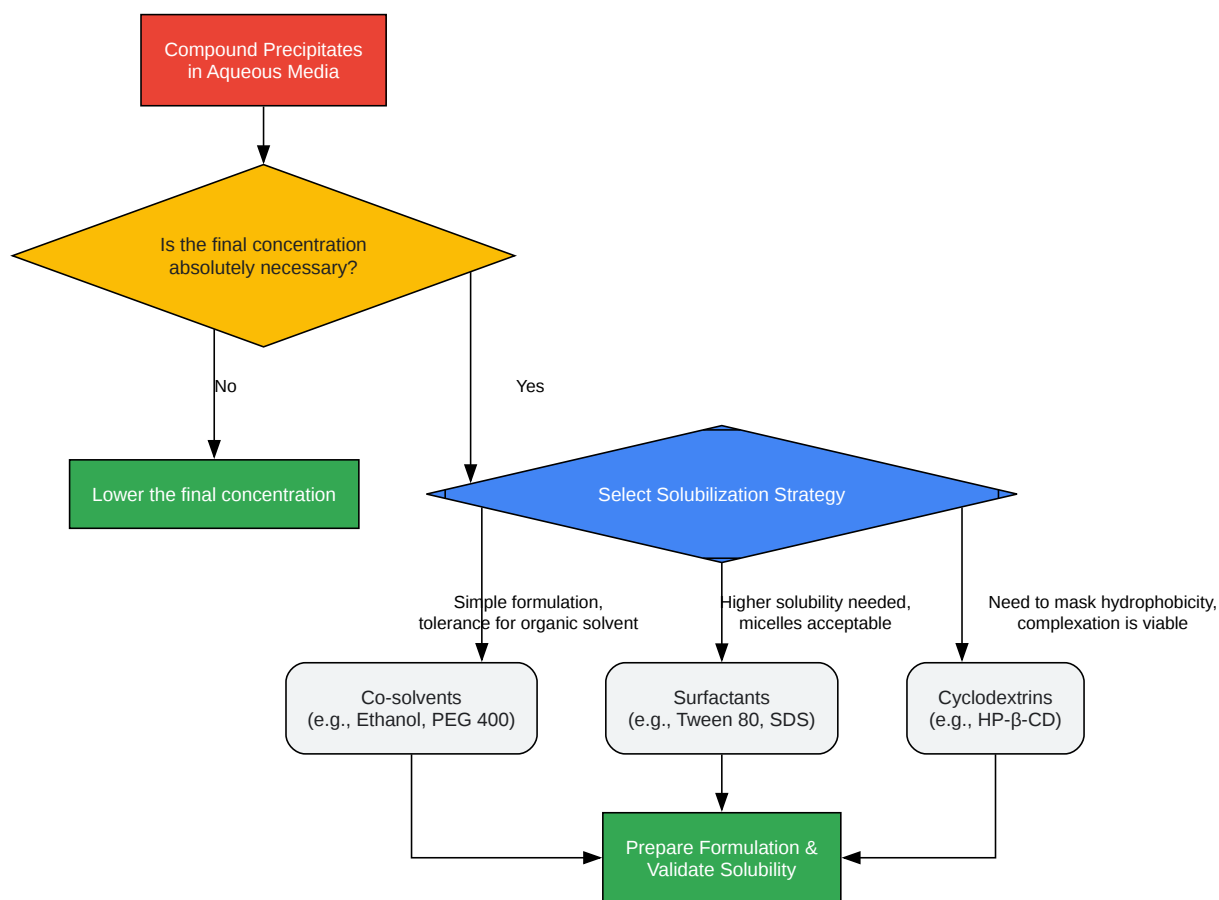 Compound Precipitates
in Aqueous Media
Is the final concentration
absolutely necessary?
No
Yes
Lower the final concentration
Select Solubilization Strategy
Simple formulation,
tolerance for organic solvent
Higher solubility needed,
micelles acceptable
Need to mask hydrophobicity,
complexation is viable
Co-solvents
(e.g., Ethanol, PEG 400)
Surfactants
(e.g., Tween 80, SDS)
Cyclodextrins
(e.g., HP-β-CD)
Prepare Formulation &
Validate Solubility